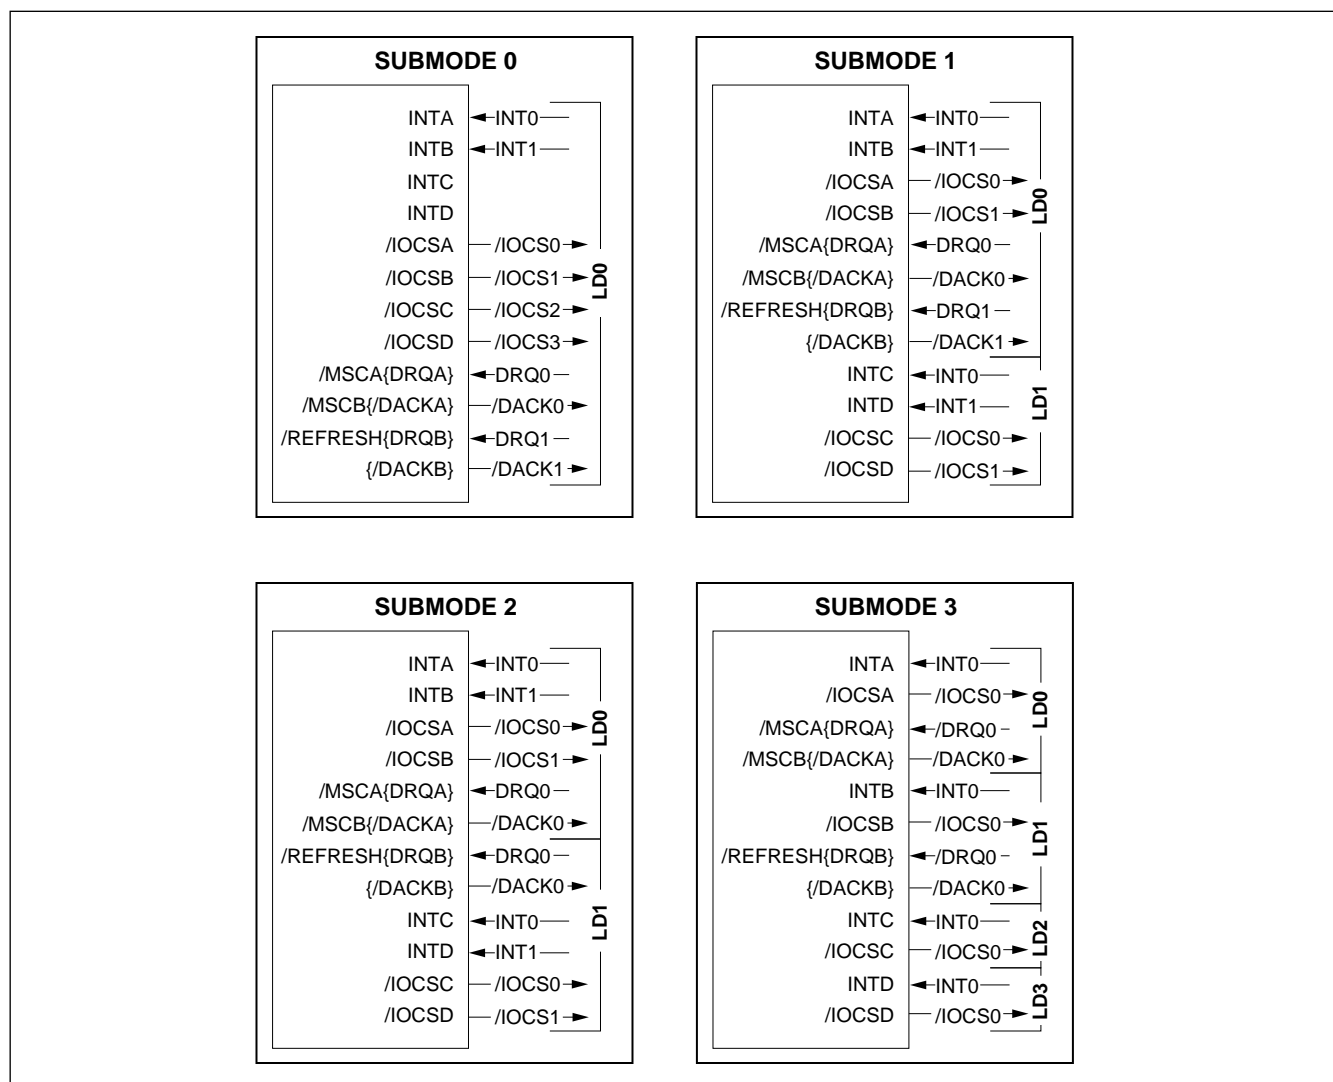 SUBMODE 0
INTA INT0
INTB INT1
INTC
INTD
/IOCSA /IOCS0
/IOCSB /IOCS1
/IOCSC /IOCS2
/IOCSD /IOCS3
/MSCA{DRQA} DRQ0
/MSCB{/DACKA} /DACK0
/REFRESH{DRQB} DRQ1
{/DACKB} /DACK1
LD0
SUBMODE 1
INTA INT0
INTB INT1
/IOCSA /IOCS0
/IOCSB /IOCS1
/MSCA{DRQA} DRQ0
/MSCB{/DACKA} /DACK0
/REFRESH{DRQB} DRQ1
{/DACKB} /DACK1
INTC INT0
INTD INT1
/IOCSC /IOCS0
/IOCSD /IOCS1
LD0
LD1
SUBMODE 2
INTA INT0
INTB INT1
/IOCSA /IOCS0
/IOCSB /IOCS1
/MSCA{DRQA} DRQ0
/MSCB{/DACKA} /DACK0
/REFRESH{DRQB} DRQ0
{/DACKB} /DACK0
INTC INT0
INTD INT1
/IOCSC /IOCS0
/IOCSD /IOCS1
LD0
LD1
SUBMODE 3
INTA INT0
/IOCSA /IOCS0
/MSCA{DRQA} /DRQ0
/MSCB{/DACKA} /DACK0
INTB INT0
/IOCSB /IOCS0
/REFRESH{DRQB} /DRQ0
{/DACKB} /DACK0
INTC INT0
/IOCSC /IOCS0
INTD INT0
/IOCSD /IOCS0
LD0
LD1
LD2
LD3